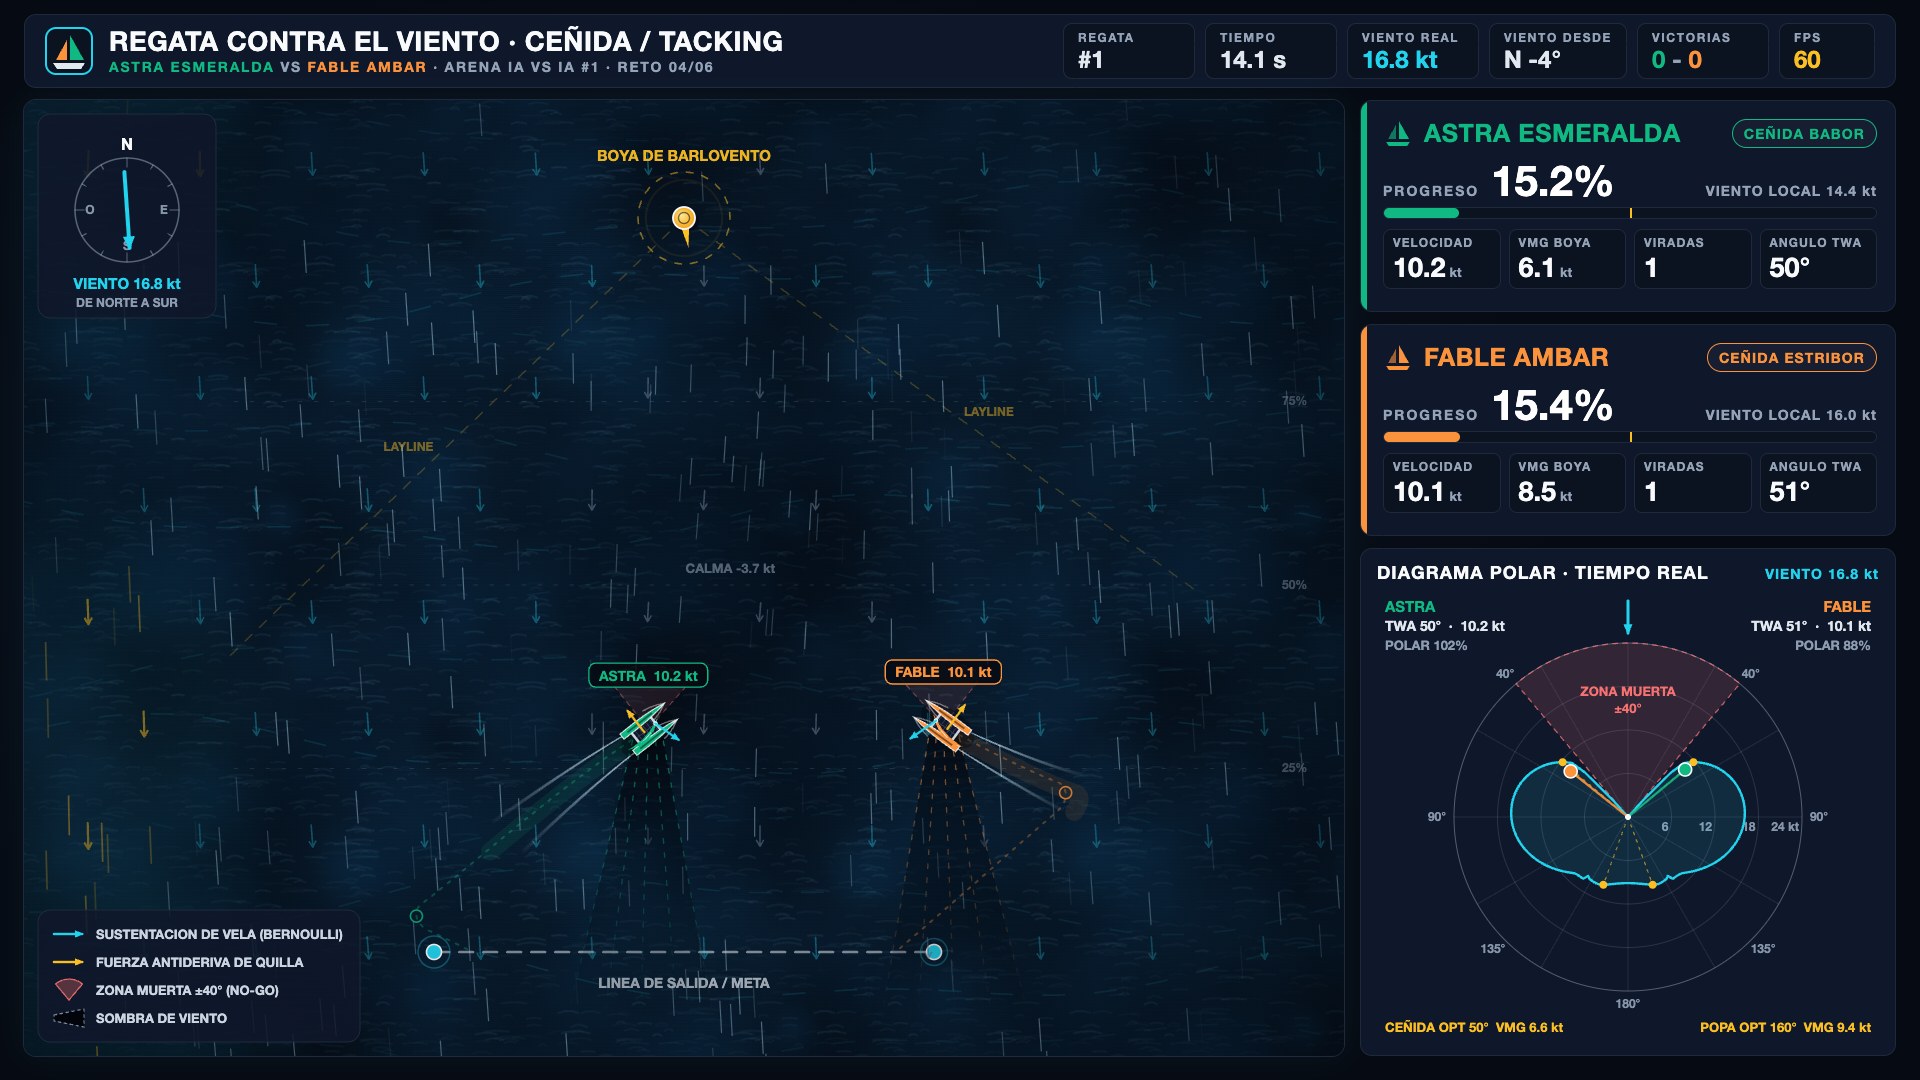 REGATA CONTRA EL VIENTO · CEÑIDA / TACKING
ASTRA ESMERALDA VS FABLE AMBAR · ARENA IA VS IA #1 · RETO 04/06
REGATA
#1
TIEMPO
14.1 s
VIENTO REAL
16.8 kt
VIENTO DESDE
N -4°
VICTORIAS
0 - 0
FPS
60
N
O
E
S
VIENTO 16.8 kt
DE NORTE A SUR
BOYA DE BARLOVENTO
75%
LAYLINE
LAYLINE
CALMA -3.7 kt
50%
ASTRA 10.2 kt
FABLE 10.1 kt
25%
LINEA DE SALIDA / META
SUSTENTACION DE VELA (BERNOULLI)
FUERZA ANTIDERIVA DE QUILLA
ZONA MUERTA ±40° (NO-GO)
SOMBRA DE VIENTO
ASTRA ESMERALDA
CEÑIDA BABOR
PROGRESO 15.2%
VIENTO LOCAL 14.4 kt
VELOCIDAD
10.2 kt
VMG BOYA
6.1 kt
VIRADAS
1
ANGULO TWA
50°
FABLE AMBAR
CEÑIDA ESTRIBOR
PROGRESO 15.4%
VIENTO LOCAL 16.0 kt
VELOCIDAD
10.1 kt
VMG BOYA
8.5 kt
VIRADAS
1
ANGULO TWA
51°
DIAGRAMA POLAR · TIEMPO REAL
VIENTO 16.8 kt
ASTRA
TWA 50° · 10.2 kt
POLAR 102%
FABLE
TWA 51° · 10.1 kt
POLAR 88%
40°
40°
ZONA MUERTA
±40°
90°
6
12
18
24 kt
90°
135°
135°
180°
CEÑIDA OPT 50° VMG 6.6 kt
POPA OPT 160° VMG 9.4 kt